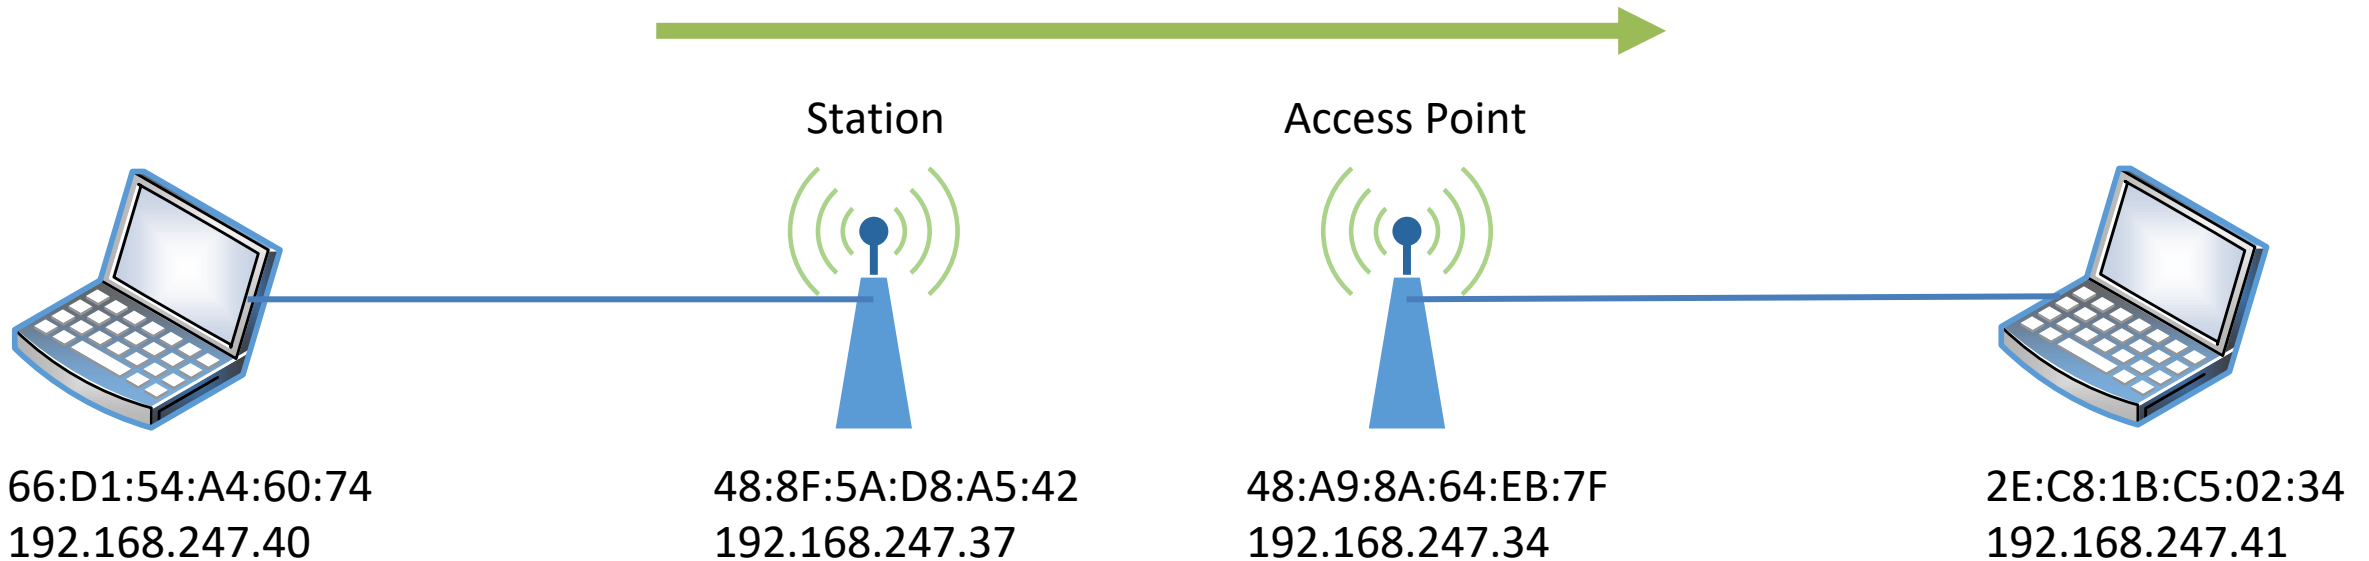 Station
Access Point
66:D1:54:A4:60:74
192.168.247.40
48:8F:5A:D8:A5:42
192.168.247.37
48:A9:8A:64:EB:7F
192.168.247.34
2E:C8:1B:C5:02:34
192.168.247.41